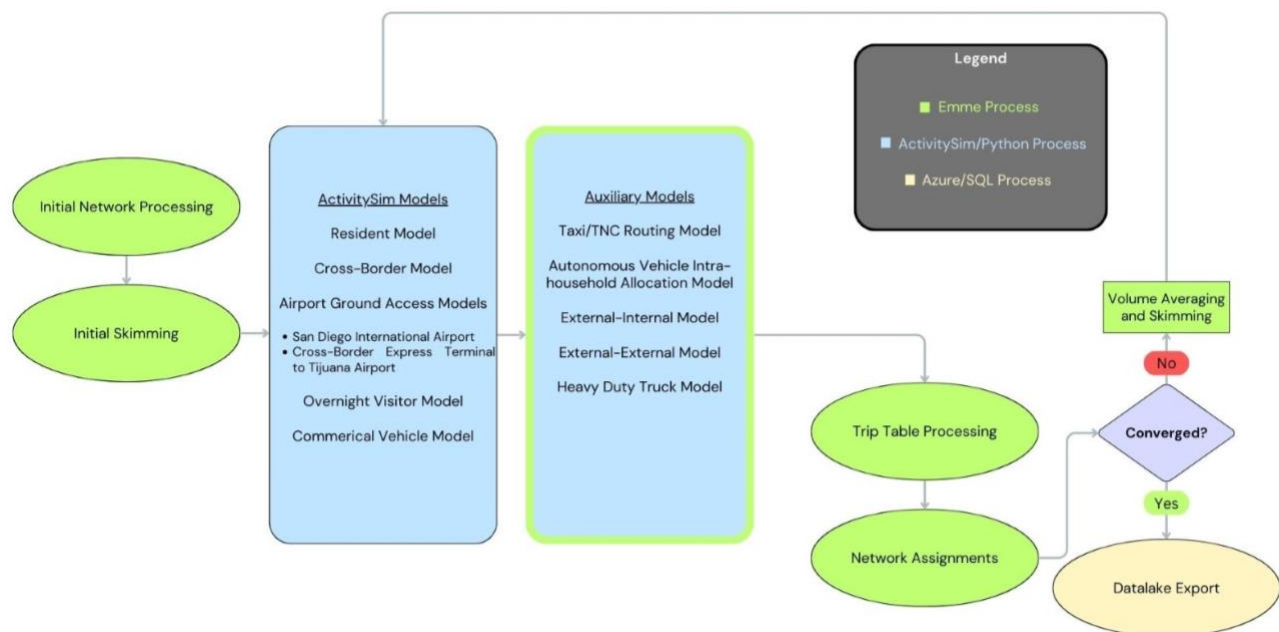 Legend
Emme Process
ActivitySim/Python Process
Azure/SQL Process
Initial Network Processing
Initial Skimming
ActivitySim Models
Resident Model
Cross-Border Model
Airport Ground Access Models
• San Diego International Airport
• Cross-Border Express Terminal
to Tijuana Airport
Overnight Visitor Model
Commerical Vehicle Model
Auxiliary Models
Taxi/TNC Routing Model
Autonomous Vehicle Intra-
household Allocation Model
External-Internal Model
External-External Model
Heavy Duty Truck Model
Trip Table Processing
Network Assignments
Volume Averaging
and Skimming
No
Converged?
Yes
Datalake Export